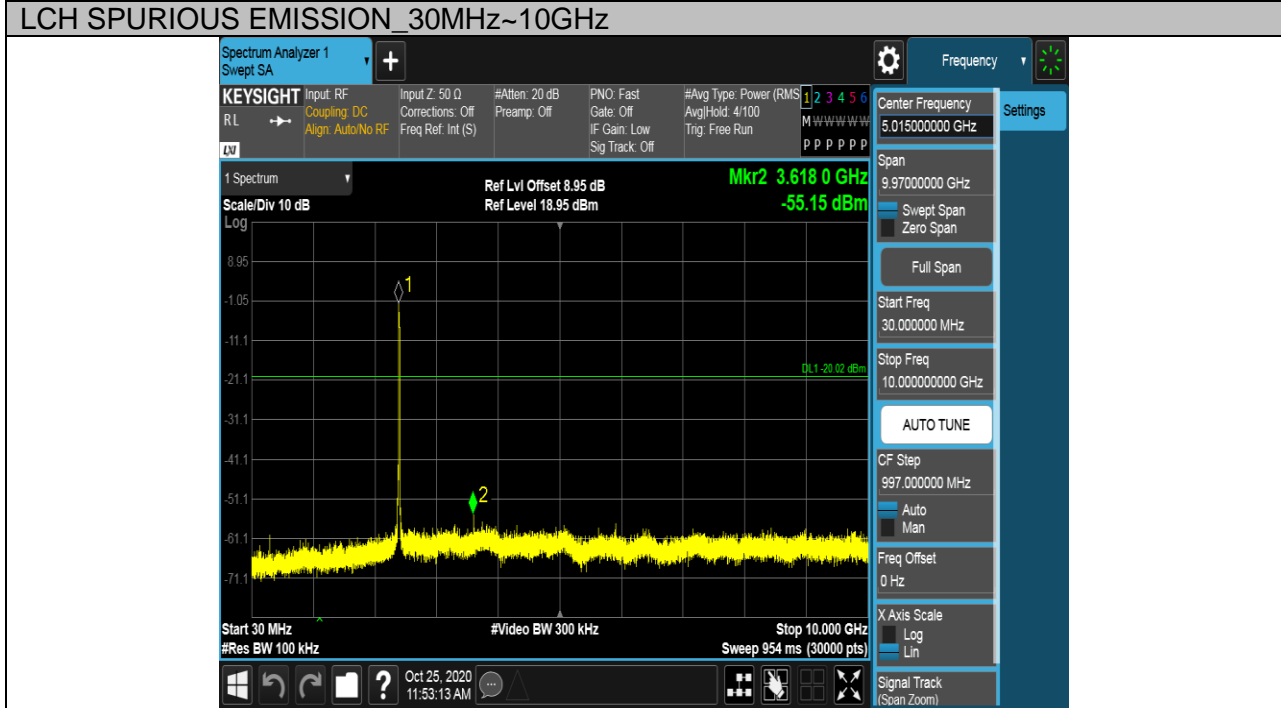 LCH SPURIOUS EMISSION_30MHz~10GHz
Spectrum Analyzer 1
Swept SA
+
Frequency
KEYSIGHT
RL
LXI
Input: RF
Coupling: DC
Align: Auto/No RF
Input Z: 50 Ω
Corrections: Off
Freq Ref: Int (S)
#Atten: 20 dB
Preamp: Off
PNO: Fast
Gate: Off
IF Gain: Low
Sig Track: Off
#Avg Type: Power (RMS
Avg|Hold: 4/100
Trig: Free Run
1 2 3 4 5 6
M W W W W W
P P P P P P
1 Spectrum
Scale/Div 10 dB
Ref Lvl Offset 8.95 dB
Ref Level 18.95 dBm
Mkr2 3.618 0 GHz
-55.15 dBm
Log
8.95
-1.05
-11.1
-21.1
-31.1
-41.1
-51.1
-61.1
-71.1
1
2
DL1 -20.02 dBm
Start 30 MHz
#Res BW 100 kHz
#Video BW 300 kHz
Stop 10.000 GHz
Sweep 954 ms (30000 pts)
Center Frequency
5.015000000 GHz
Settings
Span
9.97000000 GHz
Swept Span
Zero Span
Full Span
Start Freq
30.000000 MHz
Stop Freq
10.000000000 GHz
AUTO TUNE
CF Step
997.000000 MHz
Auto
Man
Freq Offset
0 Hz
X Axis Scale
Log
Lin
Signal Track
(Span Zoom)
?
Oct 25, 2020
11:53:13 AM